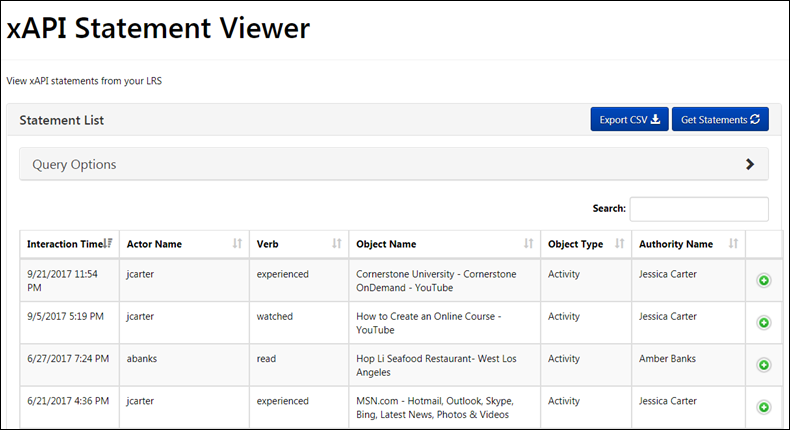 xAPI Statement Viewer
View xAPI statements from your LRS
Statement List
Export CSV
Get Statements
Query Options
Search:
Interaction Time Actor Name Verb Object Name Object Type Authority Name
9/21/2017 11:54 jcarter experienced Cornerstone University - Cornerstone Activity Jessica Carter
PM OnDemand - YouTube
9/5/2017 5:19 PM jcarter watched How to Create an Online Course - Activity Jessica Carter
YouTube
6/27/2017 7:24 PM abanks read Hop Li Seafood Restaurant- West Los Activity Amber Banks
Angeles
6/21/2017 4:36 PM jcarter experienced MSN.com - Hotmail, Outlook, Skype, Activity Jessica Carter
Bing, Latest News, Photos & Videos